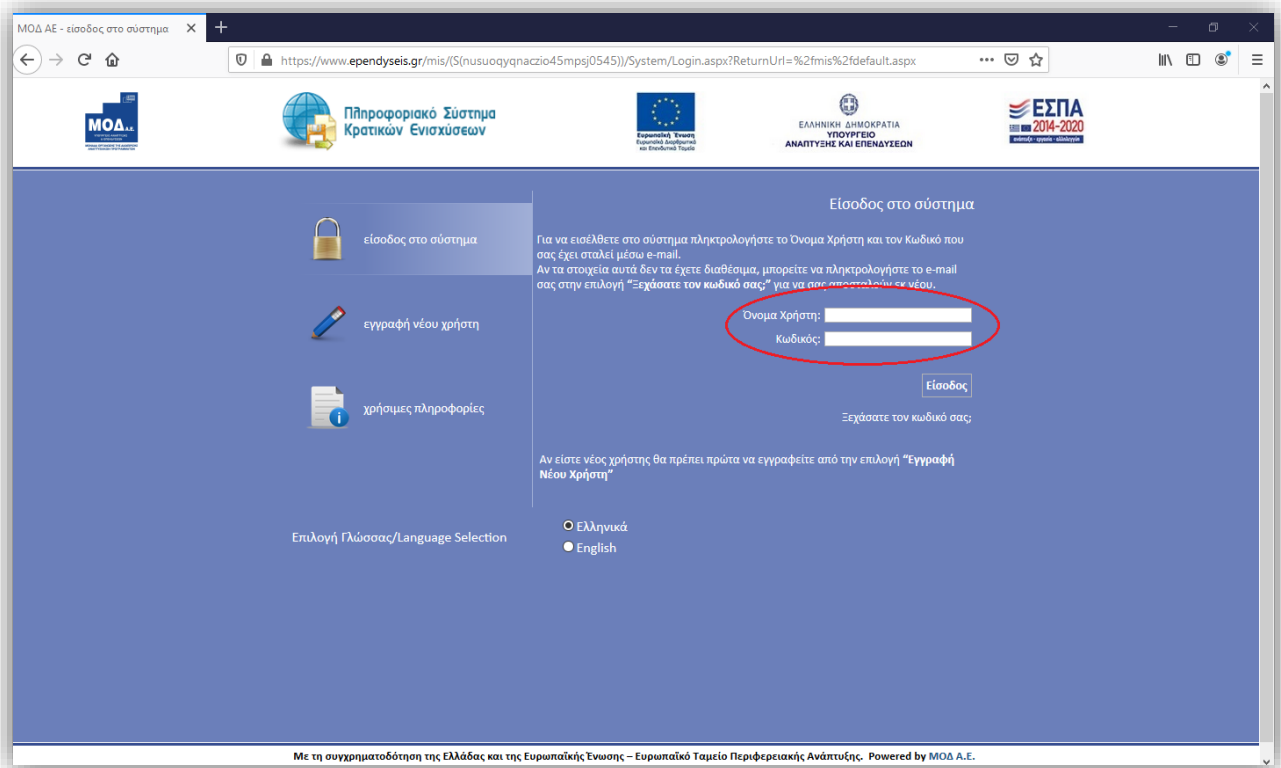 ΜΟΔ ΑΕ - είσοδος στο σύστημα
https://www.ependyseis.gr/mis/(S(nusuoqyqnaczio45mpsj0545))/System/Login.aspx?ReturnUrl=%2fmis%2fdefault.aspx
ΜΟΔ Α.Ε.
Πληροφοριακό Σύστημα
Κρατικών Ενισχύσεων
Ευρωπαϊκή Ένωση
Ευρωπαϊκά Διαρθρωτικά
και Επενδυτικά Ταμεία
ΕΛΛΗΝΙΚΗ ΔΗΜΟΚΡΑΤΙΑ
ΥΠΟΥΡΓΕΙΟ
ΑΝΑΠΤΥΞΗΣ ΚΑΙ ΕΠΕΝΔΥΣΕΩΝ
ΕΣΠΑ
2014-2020
ανάπτυξη - εργασία - αλληλεγγύη
Είσοδος στο σύστημα
είσοδος στο σύστημα
Για να εισέλθετε στο σύστημα πληκτρολογήστε το Όνομα Χρήστη και τον Κωδικό που
σας έχει σταλεί μέσω e-mail.
Αν τα στοιχεία αυτά δεν τα έχετε διαθέσιμα, μπορείτε να πληκτρολογήστε το e-mail
σας στην επιλογή “Ξεχάσατε τον κωδικό σας;” για να σας αποσταλούν εκ νέου.
Όνομα Χρήστη:
Κωδικός:
εγγραφή νέου χρήστη
Είσοδος
χρήσιμες πληροφορίες
Ξεχάσατε τον κωδικό σας;
Αν είστε νέος χρήστης θα πρέπει πρώτα να εγγραφείτε από την επιλογή “Εγγραφή
Νέου Χρήστη”
Επιλογή Γλώσσας/Language Selection
Ελληνικά
English
Με τη συγχρηματοδότηση της Ελλάδας και της Ευρωπαϊκής Ένωσης – Ευρωπαϊκό Ταμείο Περιφερειακής Ανάπτυξης. Powered by ΜΟΔ Α.Ε.